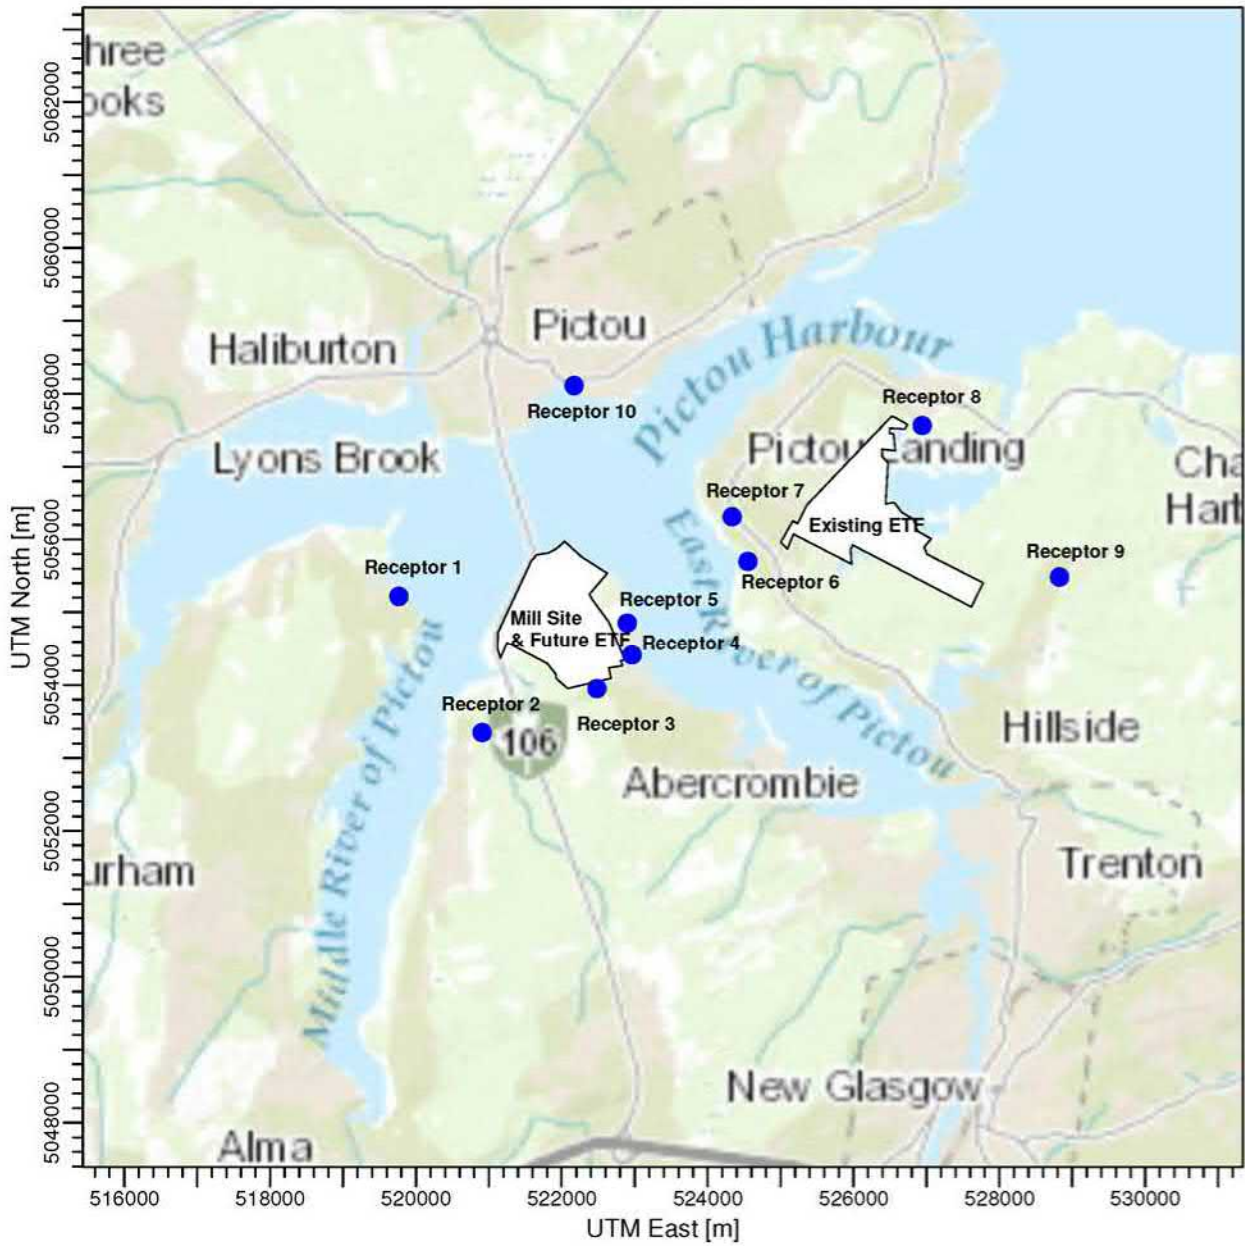 hree
ooks
5062000
5060000
5058000
5056000
5054000
5052000
5050000
5048000
UTM North [m]
Pictou
Haliburton
Receptor 10
Pictou Harbour
Receptor 8
Lyons Brook
Pictou Landing
Cha
Hart
Receptor 7
Existing ETF
East River of Pictou
Receptor 6
Receptor 9
Receptor 1
Receptor 5
Mill Site
& Future ETF
Receptor 4
Receptor 2
Receptor 3
106
Hillside
Abercrombie
Middle River of Pictou
urham
Trenton
New Glasgow
Alma
516000 518000 520000 522000 524000 526000 528000 530000
UTM East [m]